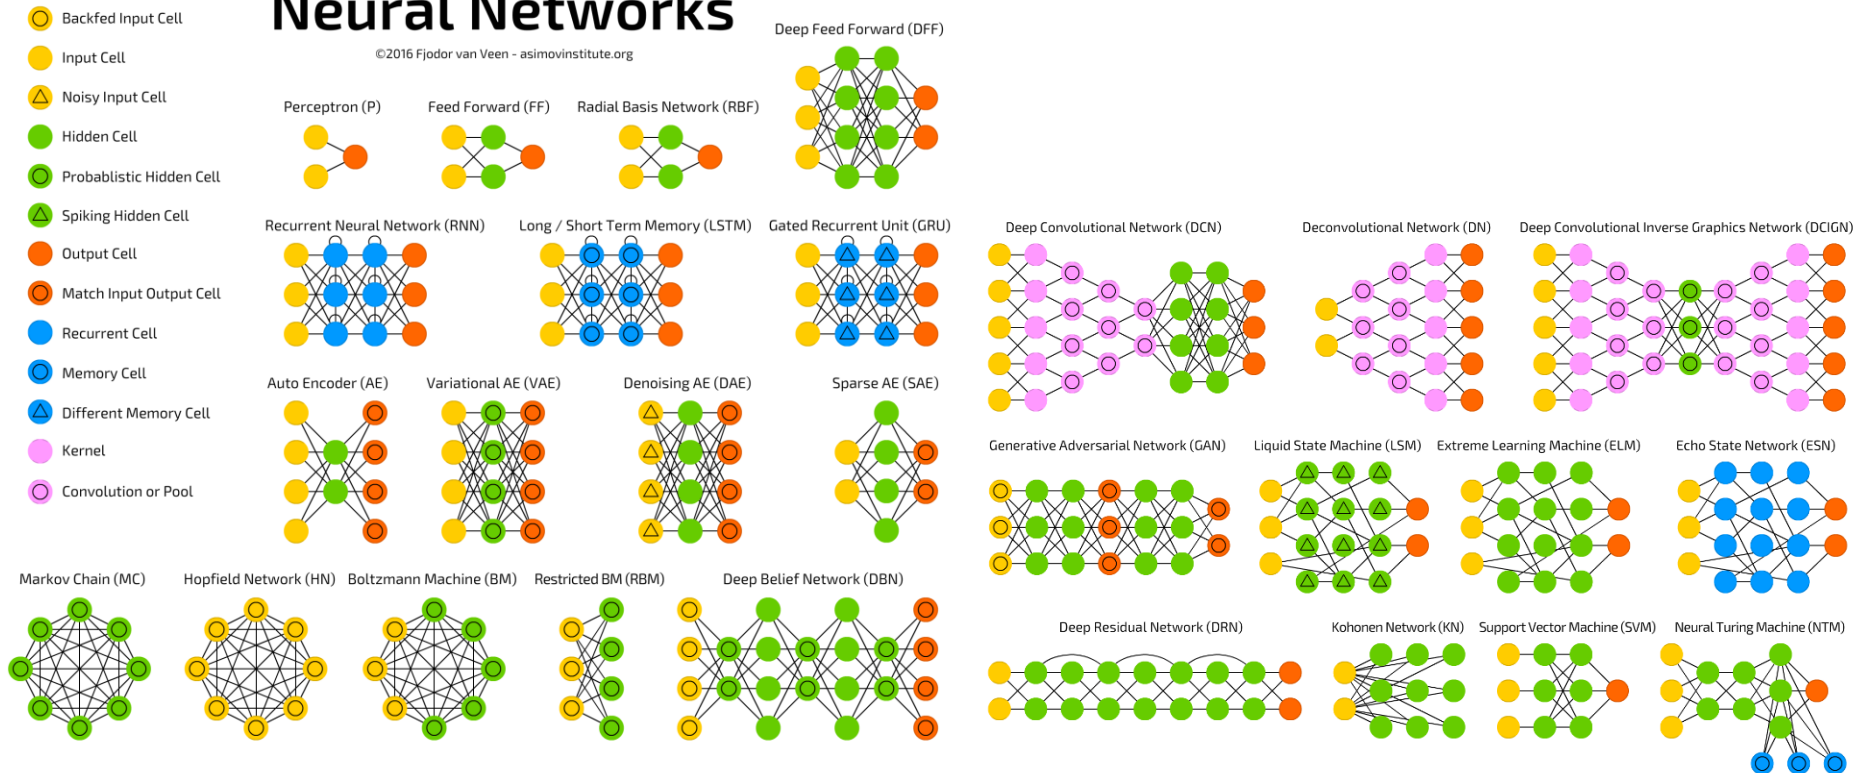 Neural Networks
©2016 Fjodor van Veen - asimovinstitute.org
Backfed Input Cell
Input Cell
Noisy Input Cell
Hidden Cell
Probablistic Hidden Cell
Spiking Hidden Cell
Output Cell
Match Input Output Cell
Recurrent Cell
Memory Cell
Different Memory Cell
Kernel
Convolution or Pool
Deep Feed Forward (DFF)
Perceptron (P)
Feed Forward (FF)
Radial Basis Network (RBF)
Recurrent Neural Network (RNN)
Long / Short Term Memory (LSTM)
Gated Recurrent Unit (GRU)
Auto Encoder (AE)
Variational AE (VAE)
Denoising AE (DAE)
Sparse AE (SAE)
Markov Chain (MC)
Hopfield Network (HN)
Boltzmann Machine (BM)
Restricted BM (RBM)
Deep Belief Network (DBN)
Deep Convolutional Network (DCN)
Deconvolutional Network (DN)
Deep Convolutional Inverse Graphics Network (DCIGN)
Generative Adversarial Network (GAN)
Liquid State Machine (LSM)
Extreme Learning Machine (ELM)
Echo State Network (ESN)
Deep Residual Network (DRN)
Kohonen Network (KN)
Support Vector Machine (SVM)
Neural Turing Machine (NTM)